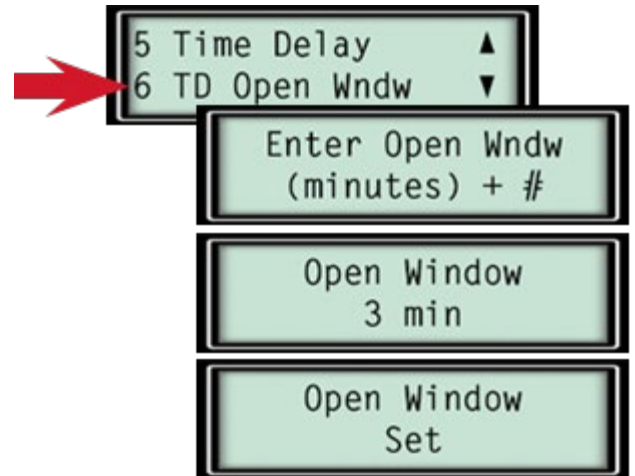 5 Time Delay ▲
6 TD Open Wndw ▼
Enter Open Wndw
(minutes) + #
Open Window
3 min
Open Window
Set